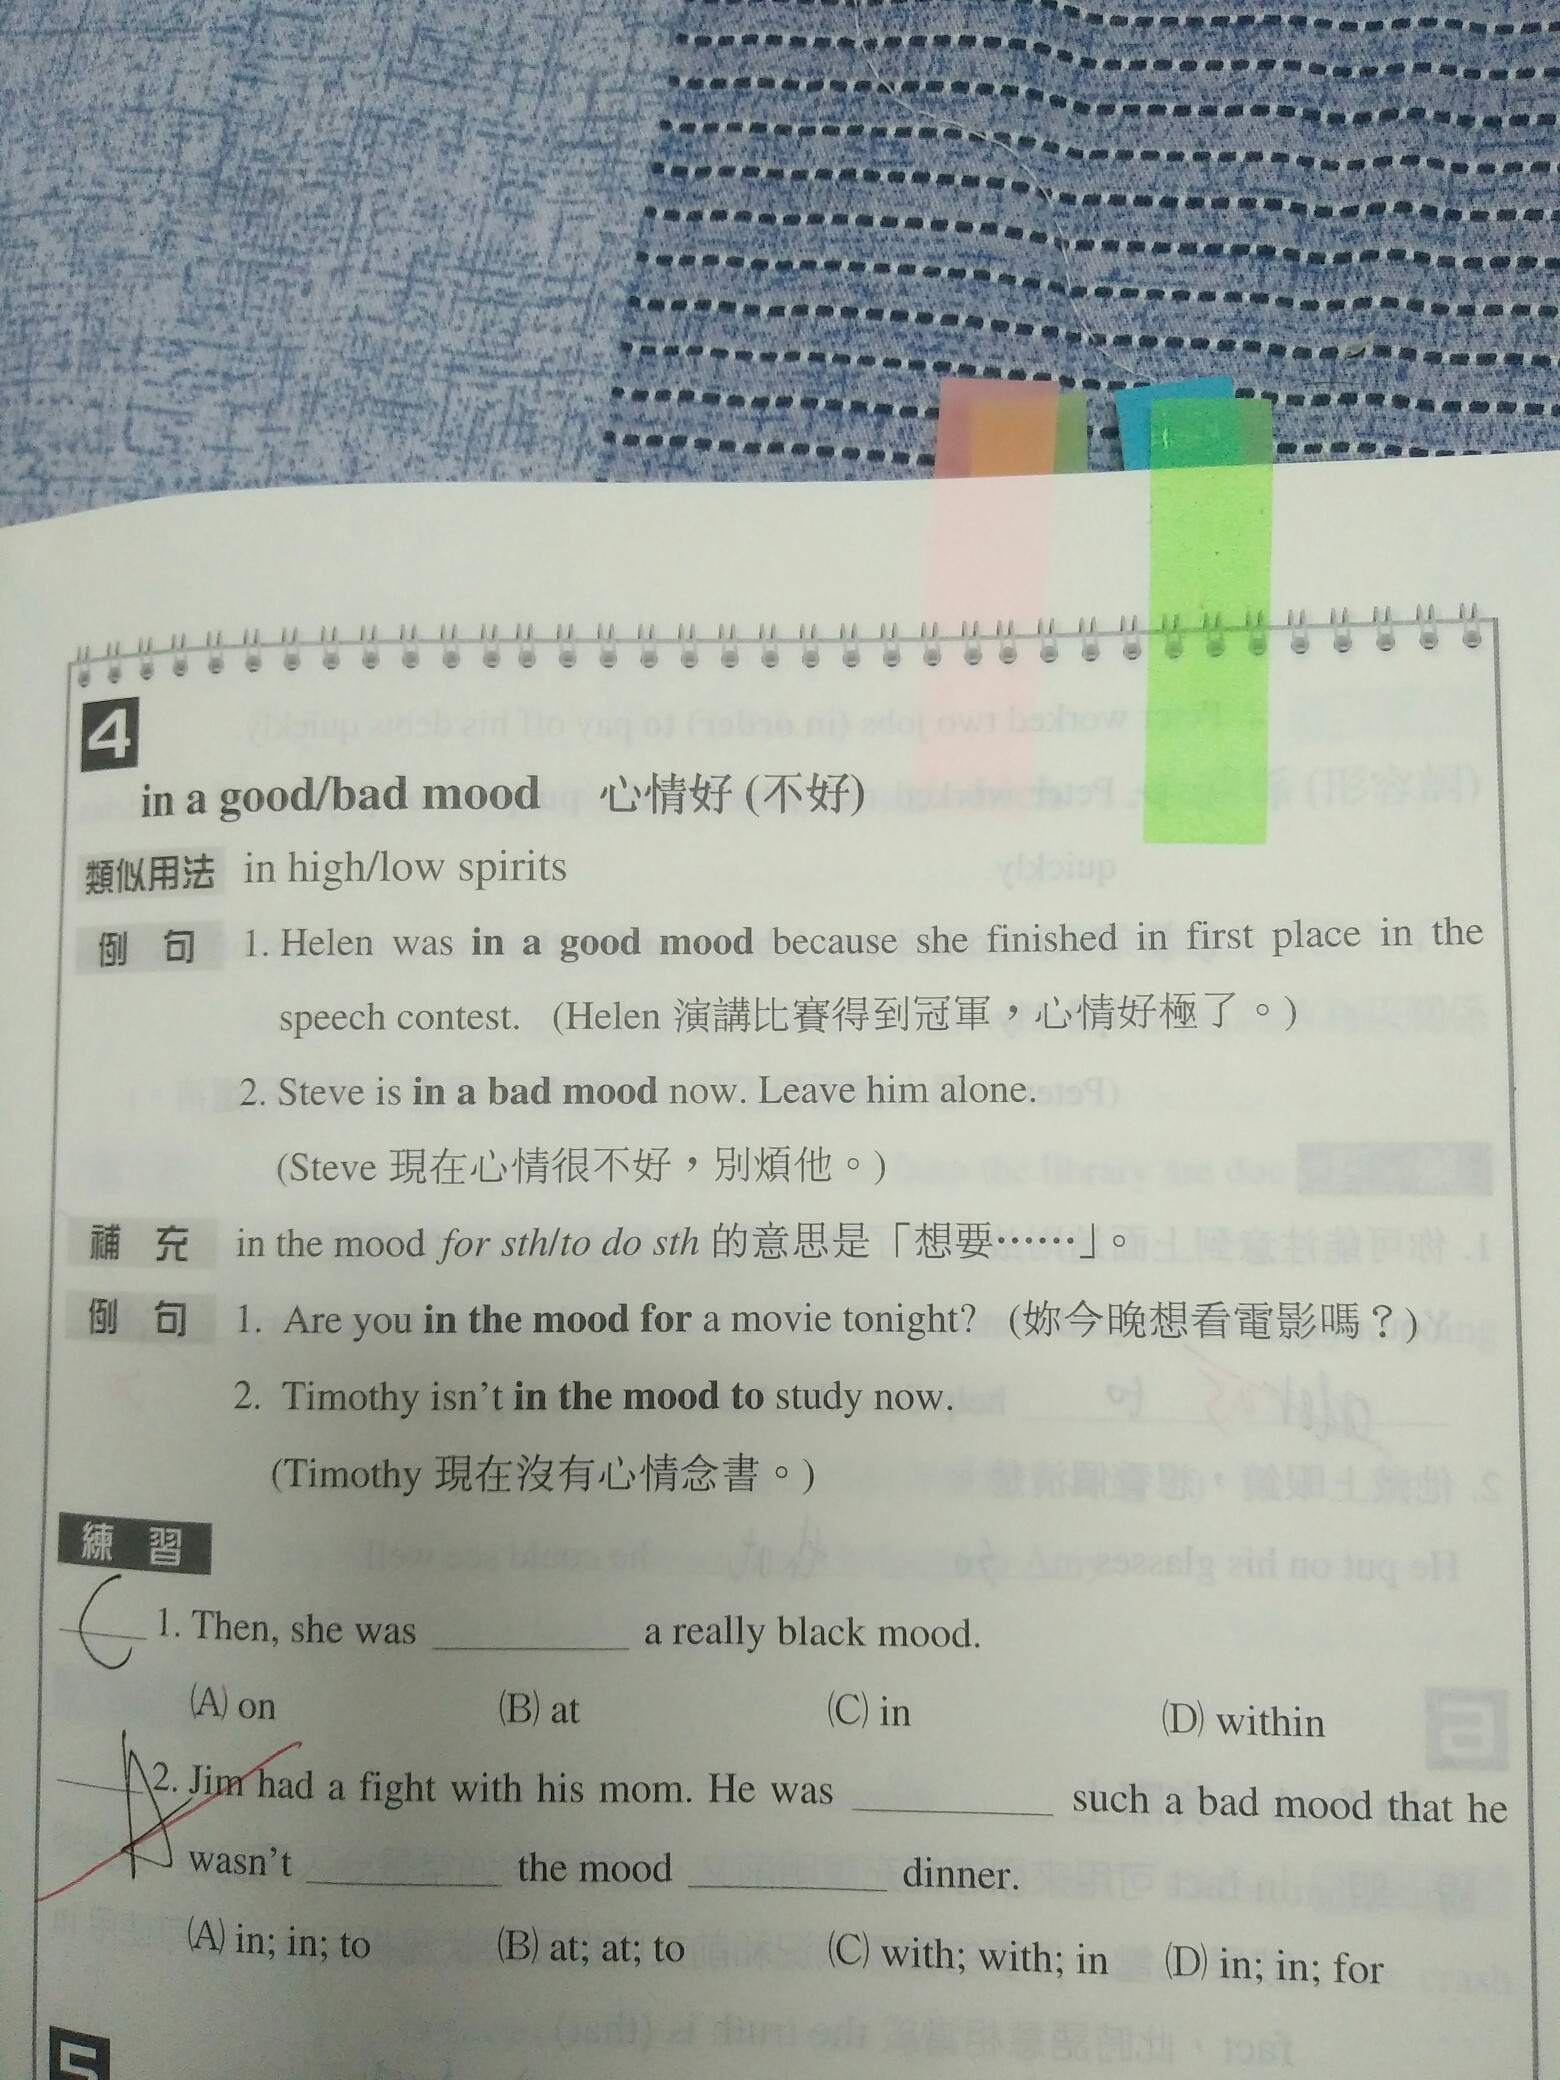 4
in a good/bad mood 心情好 (不好)
類似用法 in high/low spirits
例 句 1. Helen was in a good mood because she finished in first place in the
speech contest. (Helen 演講比賽得到冠軍，心情好極了。)
2. Steve is in a bad mood now. Leave him alone.
(Steve 現在心情很不好，別煩他。)
補 充 in the mood for sth/to do sth 的意思是「想要⋯⋯」。
例 句 1. Are you in the mood for a movie tonight? (妳今晚想看電影嗎？)
2. Timothy isn't in the mood to study now.
(Timothy 現在沒有心情念書。)
練 習
C 1. Then, she was ________ a really black mood.
(A) on (B) at (C) in (D) within
A 2. Jim had a fight with his mom. He was ________ such a bad mood that he
wasn't ________ the mood ________ dinner.
(A) in; in; to (B) at; at; to (C) with; with; in (D) in; in; for
5